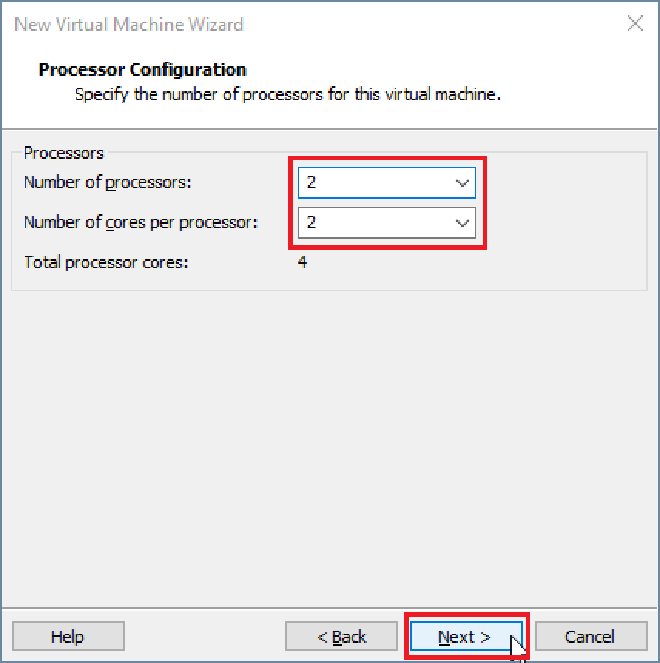 New Virtual Machine Wizard
Processor Configuration
Specify the number of processors for this virtual machine.
Processors
Number of processors: 2
Number of cores per processor: 2
Total processor cores: 4
Help < Back Next > Cancel